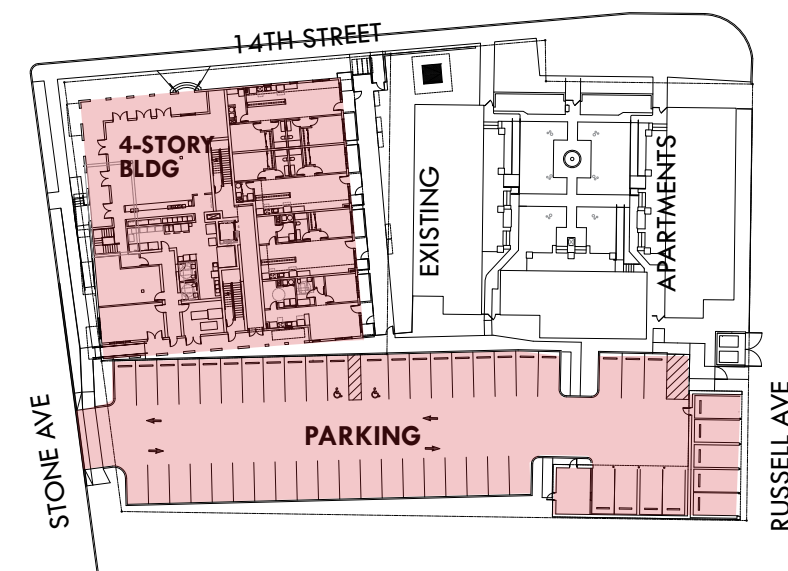 14TH STREET
4-STORY
BLDG
EXISTING
APARTMENTS
PARKING
STONE AVE
RUSSELL AVE